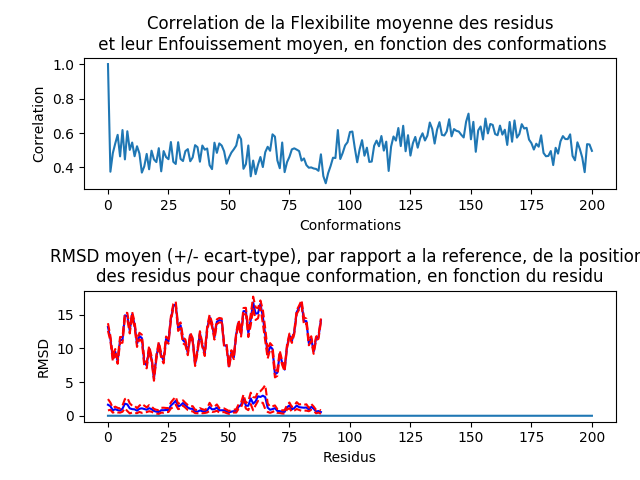 Correlation de la Flexibilite moyenne des residus
et leur Enfouissement moyen, en fonction des conformations
1.0
0.8
0.6
0.4
Correlation
0 25 50 75 100 125 150 175 200
Conformations
RMSD moyen (+/- ecart-type), par rapport a la reference, de la position
des residus pour chaque conformation, en fonction du residu
15
10
5
0
RMSD
0 25 50 75 100 125 150 175 200
Residus